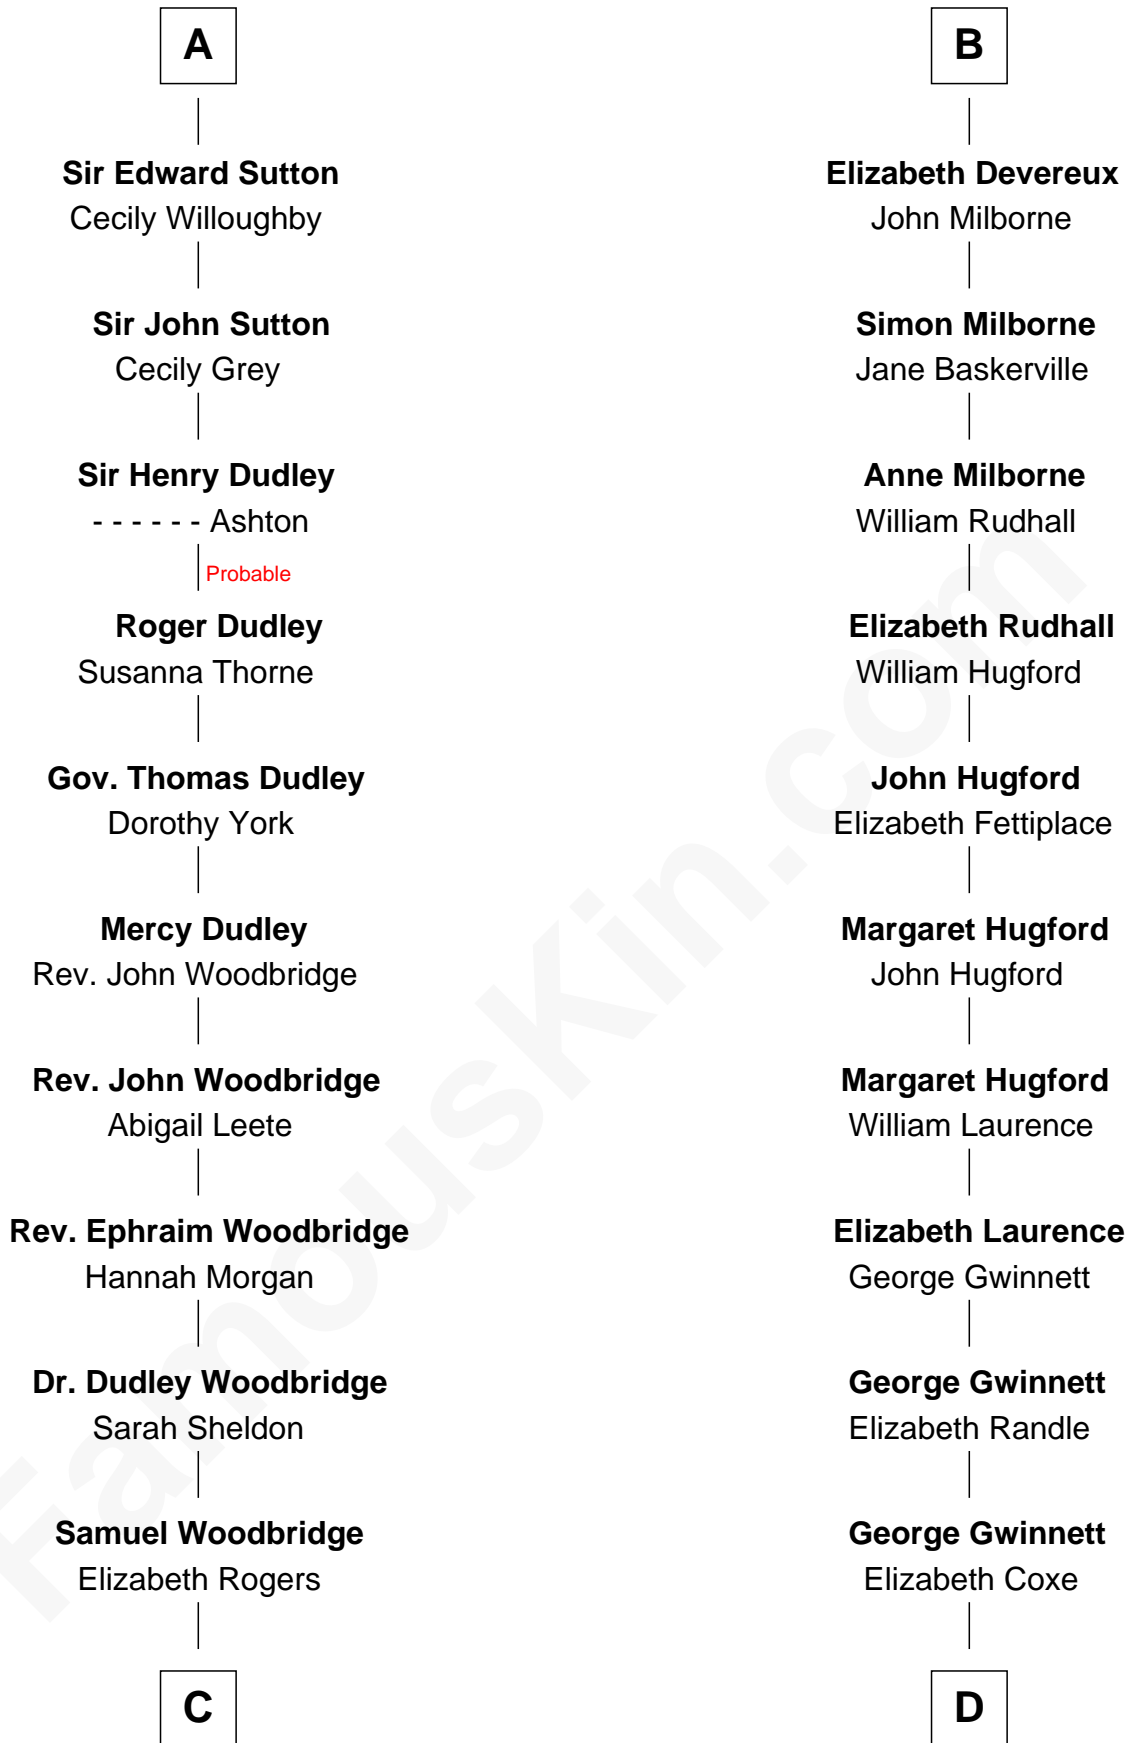 A
Sir Edward Sutton
Cecily Willoughby
Sir John Sutton
Cecily Grey
Sir Henry Dudley
- - - - - - Ashton
Probable
Roger Dudley
Susanna Thorne
Gov. Thomas Dudley
Dorothy York
Mercy Dudley
Rev. John Woodbridge
Rev. John Woodbridge
Abigail Leete
Rev. Ephraim Woodbridge
Hannah Morgan
Dr. Dudley Woodbridge
Sarah Sheldon
Samuel Woodbridge
Elizabeth Rogers
C
B
Elizabeth Devereux
John Milborne
Simon Milborne
Jane Baskerville
Anne Milborne
William Rudhall
Elizabeth Rudhall
William Hugford
John Hugford
Elizabeth Fettiplace
Margaret Hugford
John Hugford
Margaret Hugford
William Laurence
Elizabeth Laurence
George Gwinnett
George Gwinnett
Elizabeth Randle
George Gwinnett
Elizabeth Coxe
D
FamousKin.com